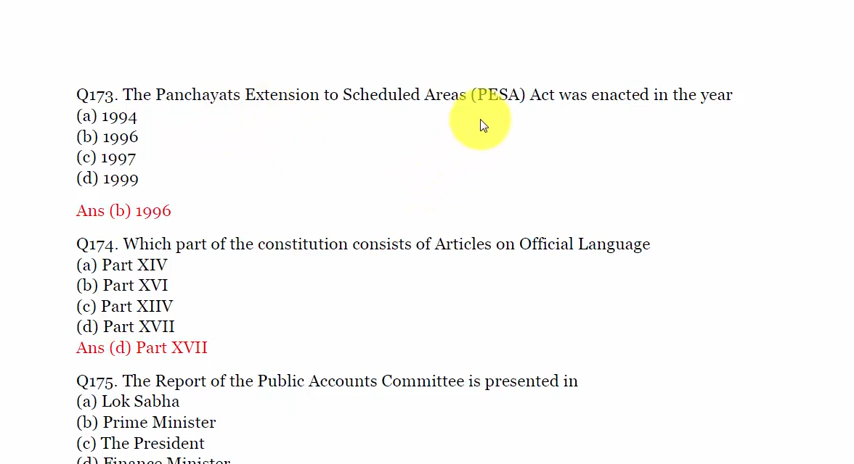 Q173. The Panchayats Extension to Scheduled Areas (PESA) Act was enacted in the year
(a) 1994
(b) 1996
(c) 1997
(d) 1999
Ans (b) 1996
Q174. Which part of the constitution consists of Articles on Official Language
(a) Part XIV
(b) Part XVI
(c) Part XIIV
(d) Part XVII
Ans (d) Part XVII
Q175. The Report of the Public Accounts Committee is presented in
(a) Lok Sabha
(b) Prime Minister
(c) The President
(d) Finance Minister